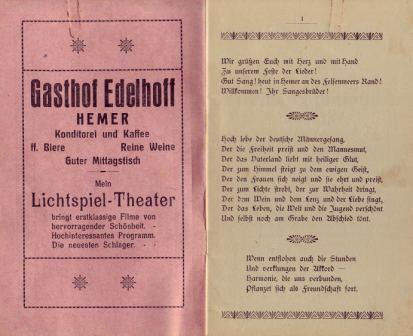 Gasthof Edelhoff
HEMER
Konditorei und Kaffee
ff. Biere Reine Weine
Guter Mittagstisch
Mein
Lichtspiel-Theater
bringt erstklassige Filme von
hervorragender Schönheit. -
Hochinteressantes Programm.
Die neuesten Schlager. - -
1
Wir grüßen Euch mit Herz und mit Hand
Zu unserem Feste der Lieder!
Gut Sang! heut in Hemer an des Felsenmeers Rand!
Willkommen! Ihr Sangesbrüder!
Hoch lebe der deutsche Männergesang,
Der die Freiheit preist und den Mannesmut,
Der das Vaterland liebt mit heiliger Glut,
Der zum Himmel steigt zu dem ewigen Geist,
Der den Frauen sich neigt und sie ehrt und preist,
Der zum Lichte strebt, der zur Wahrheit dringt,
Der dem Wein und dem Lenz und der Liebe singt,
Der das Leben, die Welt und die Jugend verschönt
Und selbst noch am Grabe den Abschied tönt.
Wenn entflohen auch die Stunden
Und verklungen der Akkord —
Harmonie, die uns verbunden,
Pflanzet sich als Freundschaft fort.